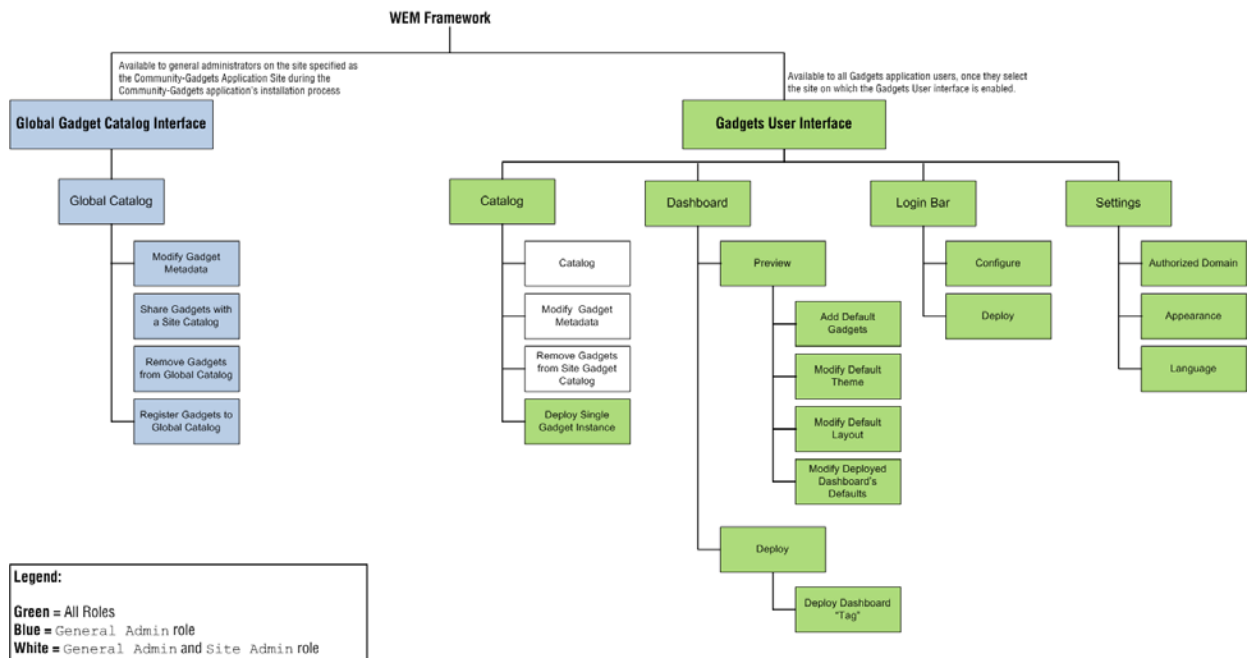 WEM Framework
Available to general administrators on the site specified as
the Community-Gadgets Application Site during the
Community-Gadgets application's installation process
Available to all Gadgets application users, once they select
the site on which the Gadgets User interface is enabled.
Global Gadget Catalog Interface
Gadgets User Interface
Global Catalog
Modify Gadget
Metadata
Share Gadgets with
a Site Catalog
Remove Gadgets
from Global Catalog
Register Gadgets to
Global Catalog
Catalog
Catalog
Modify Gadget
Metadata
Remove Gadgets
from Site Gadget
Catalog
Deploy Single
Gadget Instance
Dashboard
Preview
Add Default
Gadgets
Modify Default
Theme
Modify Default
Layout
Modify Deployed
Dashboard's
Defaults
Deploy
Deploy Dashboard
"Tag"
Login Bar
Configure
Deploy
Settings
Authorized Domain
Appearance
Language
Legend:
Green = All Roles
Blue = General Admin role
White = General Admin and Site Admin role